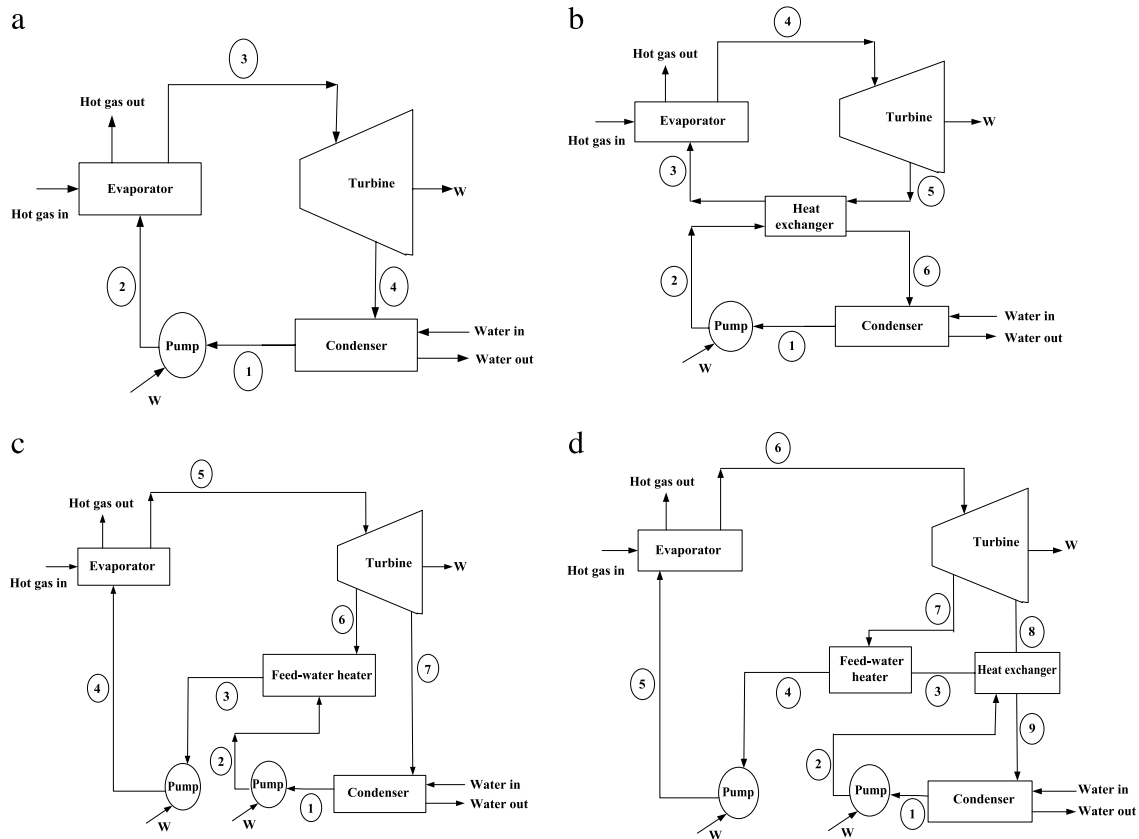 a
3
Hot gas out
Evaporator
Hot gas in
Turbine
W
2
4
Pump
W
1
Condenser
Water in
Water out
b
4
Hot gas out
Evaporator
Hot gas in
Turbine
W
3
5
Heat
exchanger
2
6
Pump
W
1
Condenser
Water in
Water out
c
5
Hot gas out
Evaporator
Hot gas in
Turbine
W
6
Feed-water heater
7
4
3
2
Pump
W
Pump
W
1
Condenser
Water in
Water out
d
6
Hot gas out
Evaporator
Hot gas in
Turbine
W
7
8
Feed-water
heater
Heat exchanger
5
4
3
9
2
Pump
W
Pump
W
1
Condenser
Water in
Water out